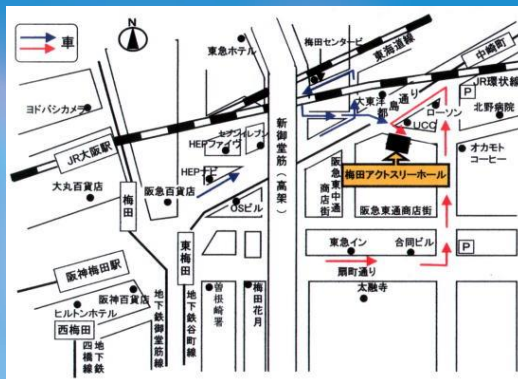 車
N
東急ホテル
梅田センタービル
東海道線
中崎町
JR環状線
P
北野病院
ヨドバシカメラ
大東洋
都島通り
ローソン
UCC
セブンイレブン
HEPファイヴ
HEPナビ
新御堂筋(高架)
オカモト
コーヒー
JR大阪駅
大丸百貨店
梅田
阪急百貨店
OSビル
阪急東中通
商店街
梅田アクトスリーホール
阪急東通商店街
東梅田
東急イン
合同ビル
P
扇町通り
太融寺
阪神梅田駅
阪神百貨店
ヒルトンホテル
西梅田
地下鉄
四橋線
地下鉄御堂筋線
地下鉄谷町線
曽根崎署
梅田花月